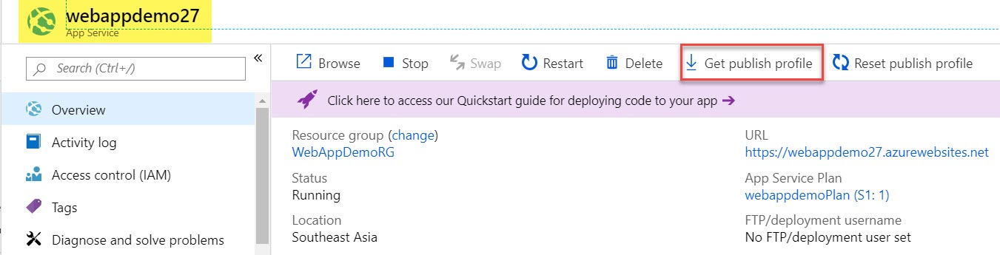 webappdemo27
App Service
«
Search (Ctrl+/)
Overview
Activity log
Access control (IAM)
Tags
Diagnose and solve problems
Browse Stop Swap Restart Delete Get publish profile Reset publish profile
Click here to access our Quickstart guide for deploying code to your app →
Resource group (change)
WebAppDemoRG
Status
Running
Location
Southeast Asia
URL
https://webappdemo27.azurewebsites.net
App Service Plan
webappdemoPlan (S1: 1)
FTP/deployment username
No FTP/deployment user set